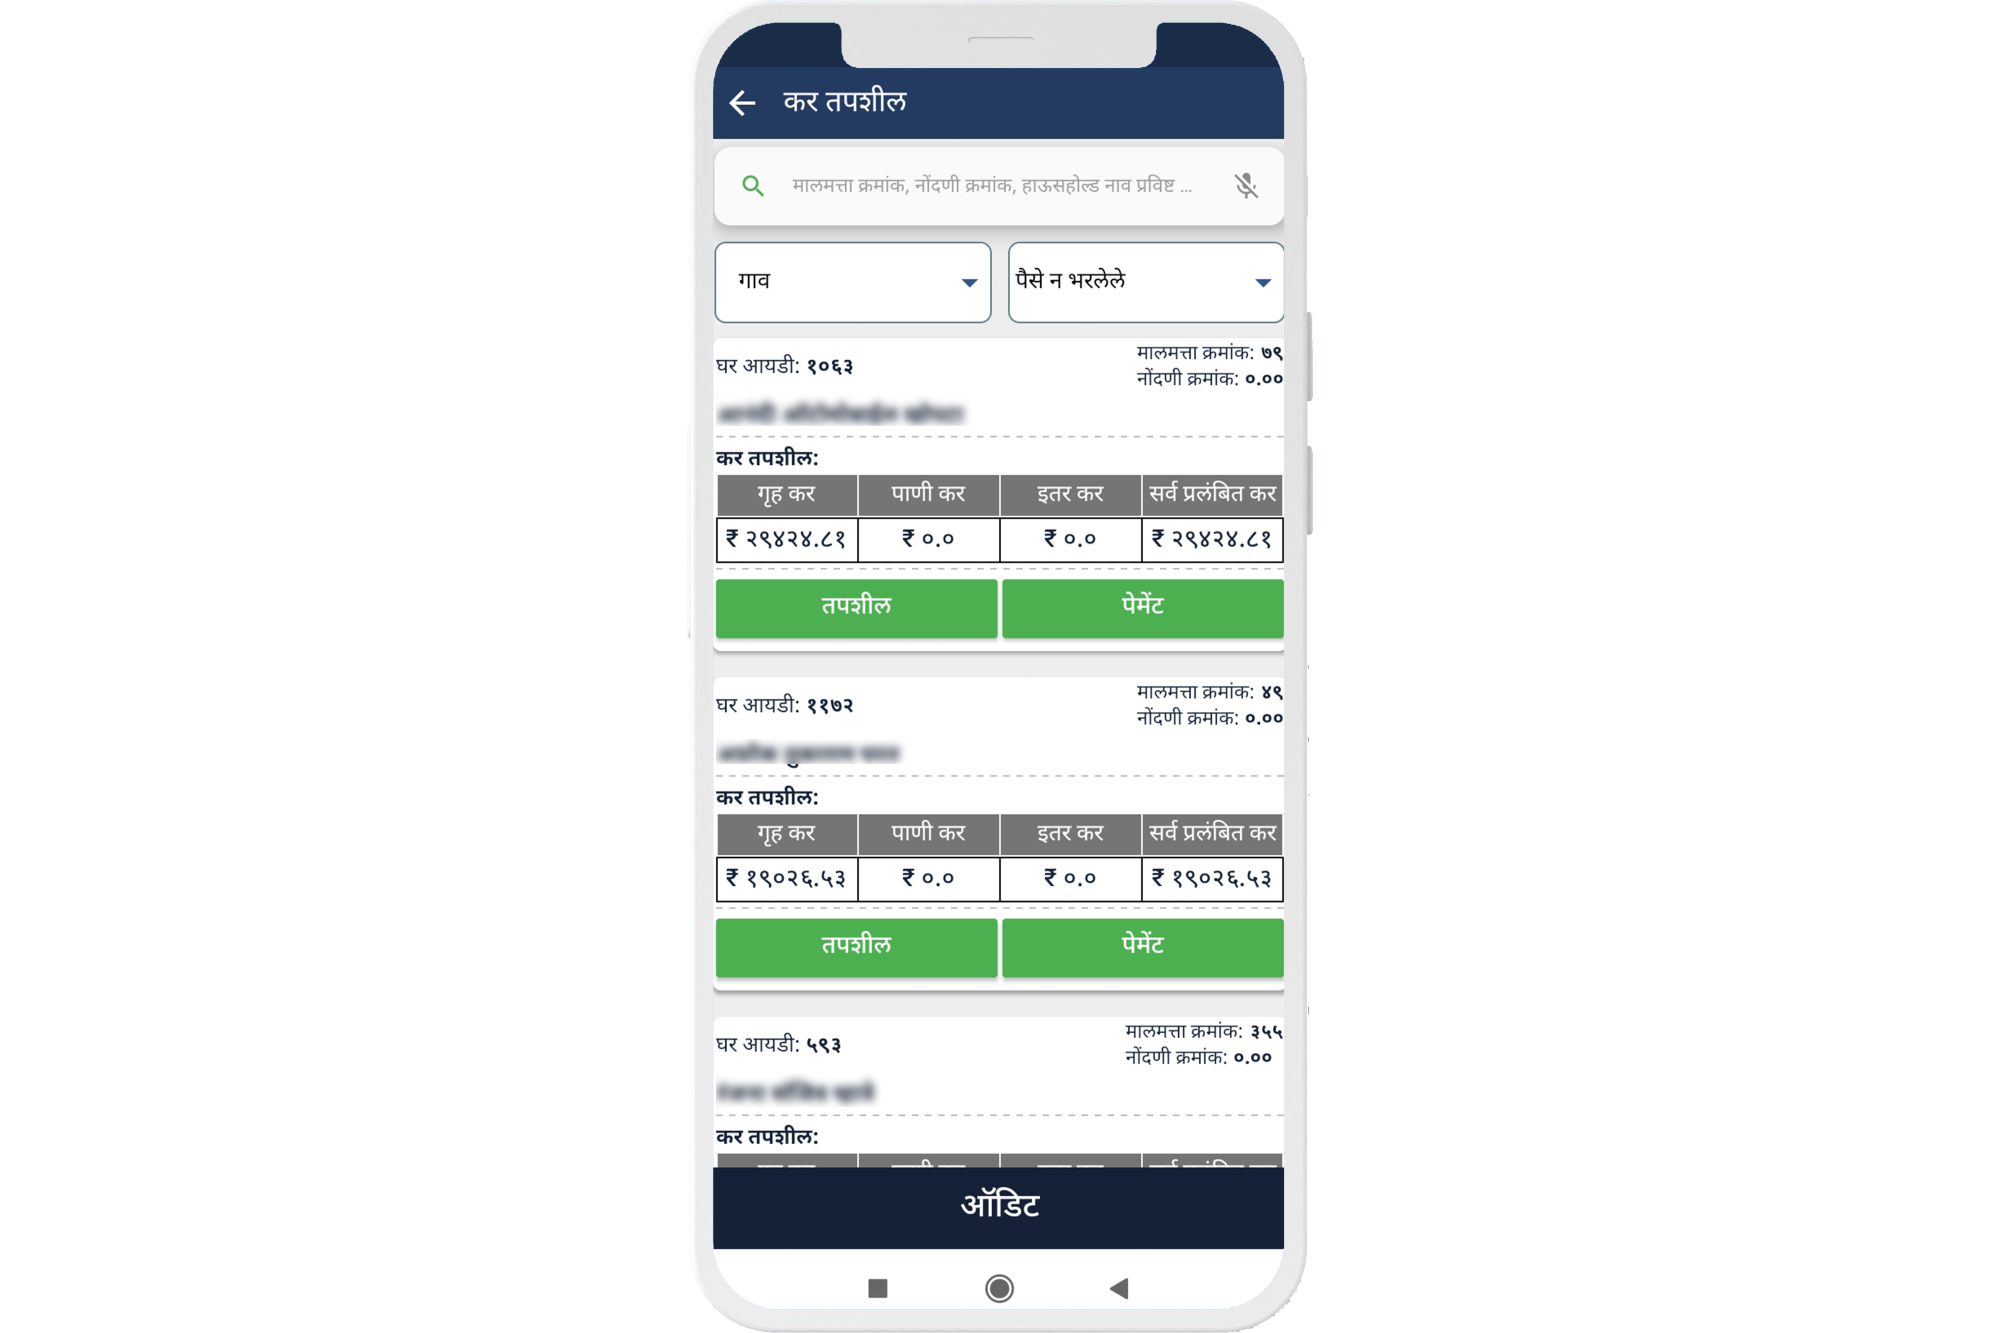 कर तपशील
मालमत्ता क्रमांक, नोंदणी क्रमांक, हाऊसहोल्ड नाव प्रविष्ट ...
गाव
पैसे न भरलेले
घर आयडी: १०६३
मालमत्ता क्रमांक: ७९
नोंदणी क्रमांक: ०.००
कर तपशील:
गृह कर पाणी कर इतर कर सर्व प्रलंबित कर
₹ २९४२४.८१ ₹ ०.० ₹ ०.० ₹ २९४२४.८१
तपशील पेमेंट
घर आयडी: ११७२
मालमत्ता क्रमांक: ४९
नोंदणी क्रमांक: ०.००
कर तपशील:
गृह कर पाणी कर इतर कर सर्व प्रलंबित कर
₹ १९०२६.५३ ₹ ०.० ₹ ०.० ₹ १९०२६.५३
तपशील पेमेंट
घर आयडी: ५९३
मालमत्ता क्रमांक: ३५५
नोंदणी क्रमांक: ०.००
कर तपशील:
ऑडिट